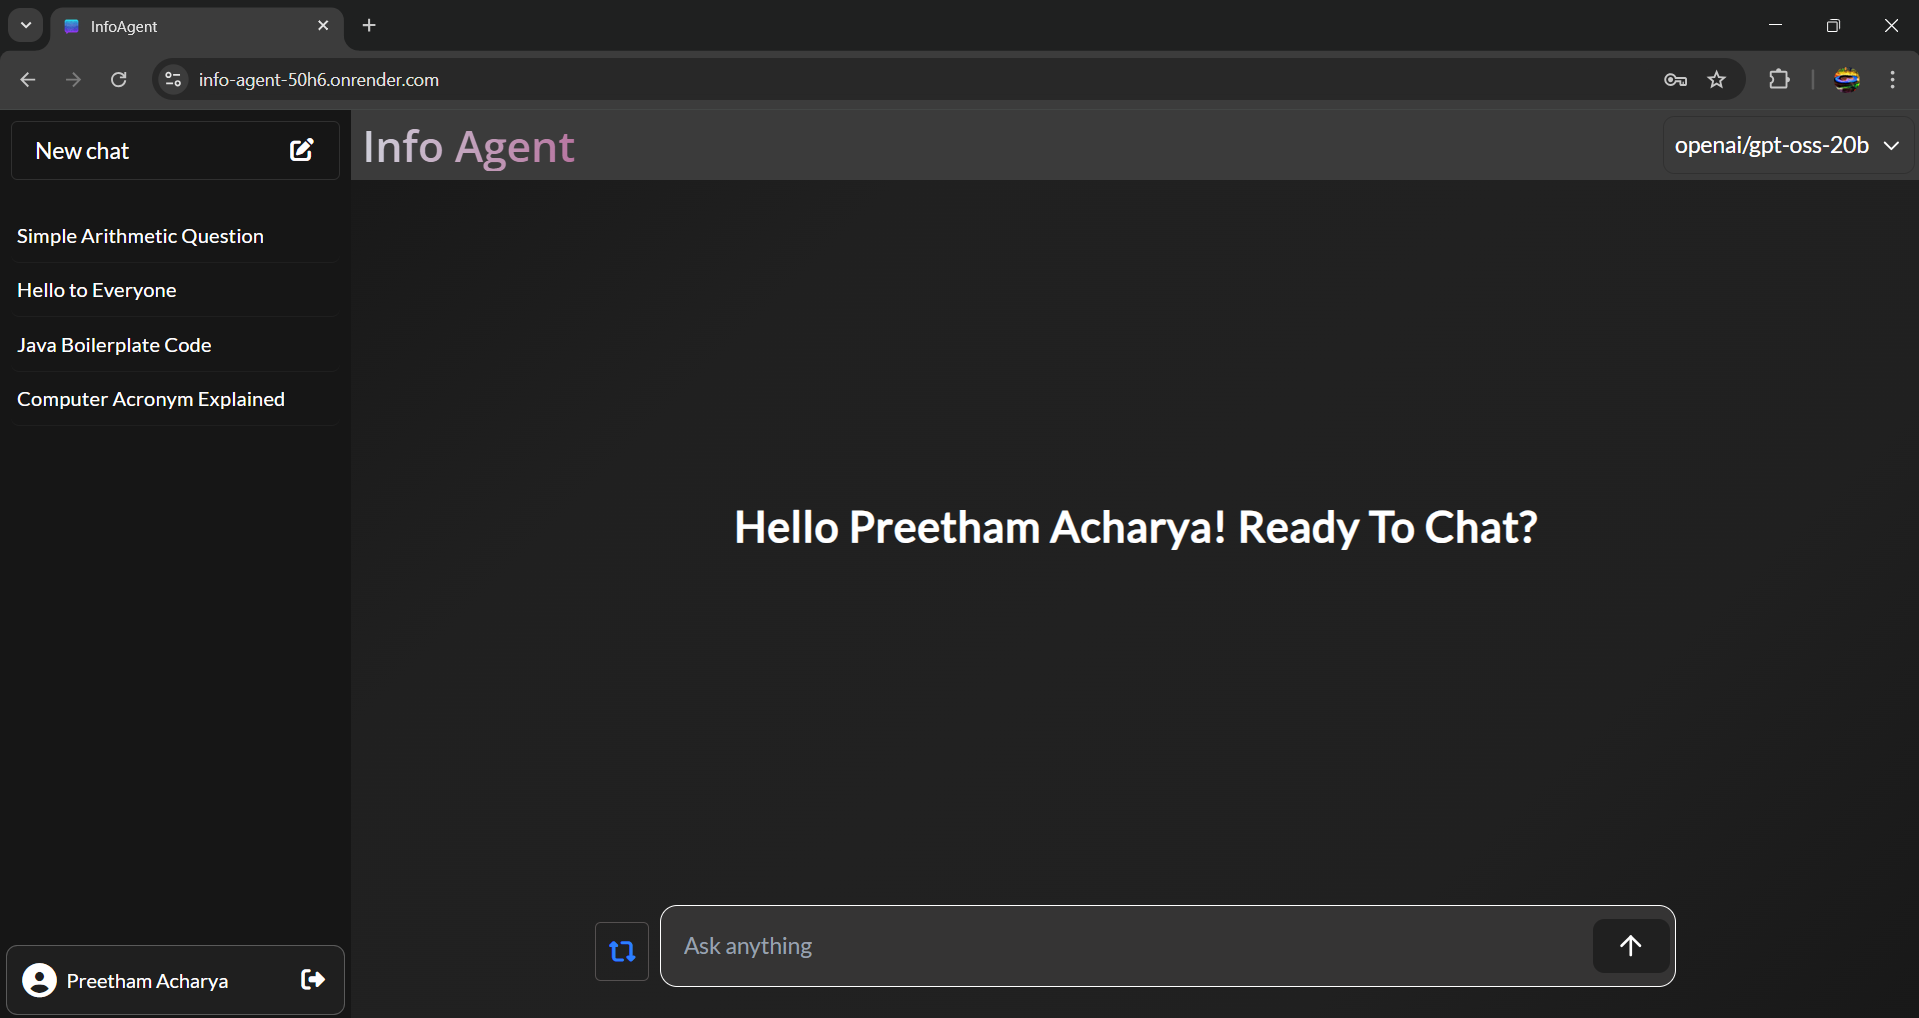 InfoAgent
info-agent-50h6.onrender.com
New chat
Simple Arithmetic Question
Hello to Everyone
Java Boilerplate Code
Computer Acronym Explained
Preetham Acharya
Info Agent
openai/gpt-oss-20b
Hello Preetham Acharya! Ready To Chat?
Ask anything